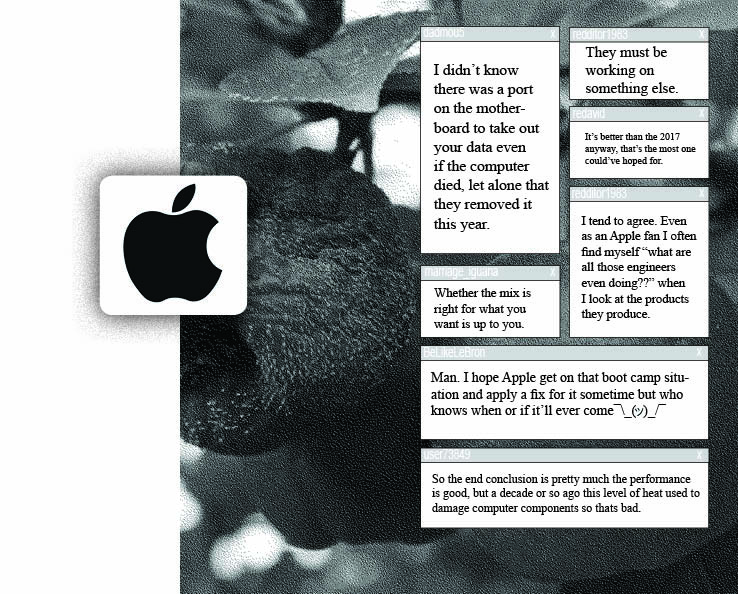 dadmou5 x
I didn’t know
there was a port
on the mother-
board to take out
your data even
if the computer
died, let alone that
they removed it
this year.
redditor1983 x
They must be
working on
something else.
redavid x
It’s better than the 2017
anyway, that’s the most one
could’ve hoped for.
redditor1983 x
I tend to agree. Even
as an Apple fan I often
find myself “what are
all those engineers
even doing??” when
I look at the products
they produce.
marriage_iguana x
Whether the mix is
right for what you
want is up to you.
BeLikeLeBron x
Man. I hope Apple get on that boot camp situ-
ation and apply a fix for it sometime but who
knows when or if it’ll ever come¯\_(ツ)_/¯
user73849 x
So the end conclusion is pretty much the performance
is good, but a decade or so ago this level of heat used to
damage computer components so thats bad.